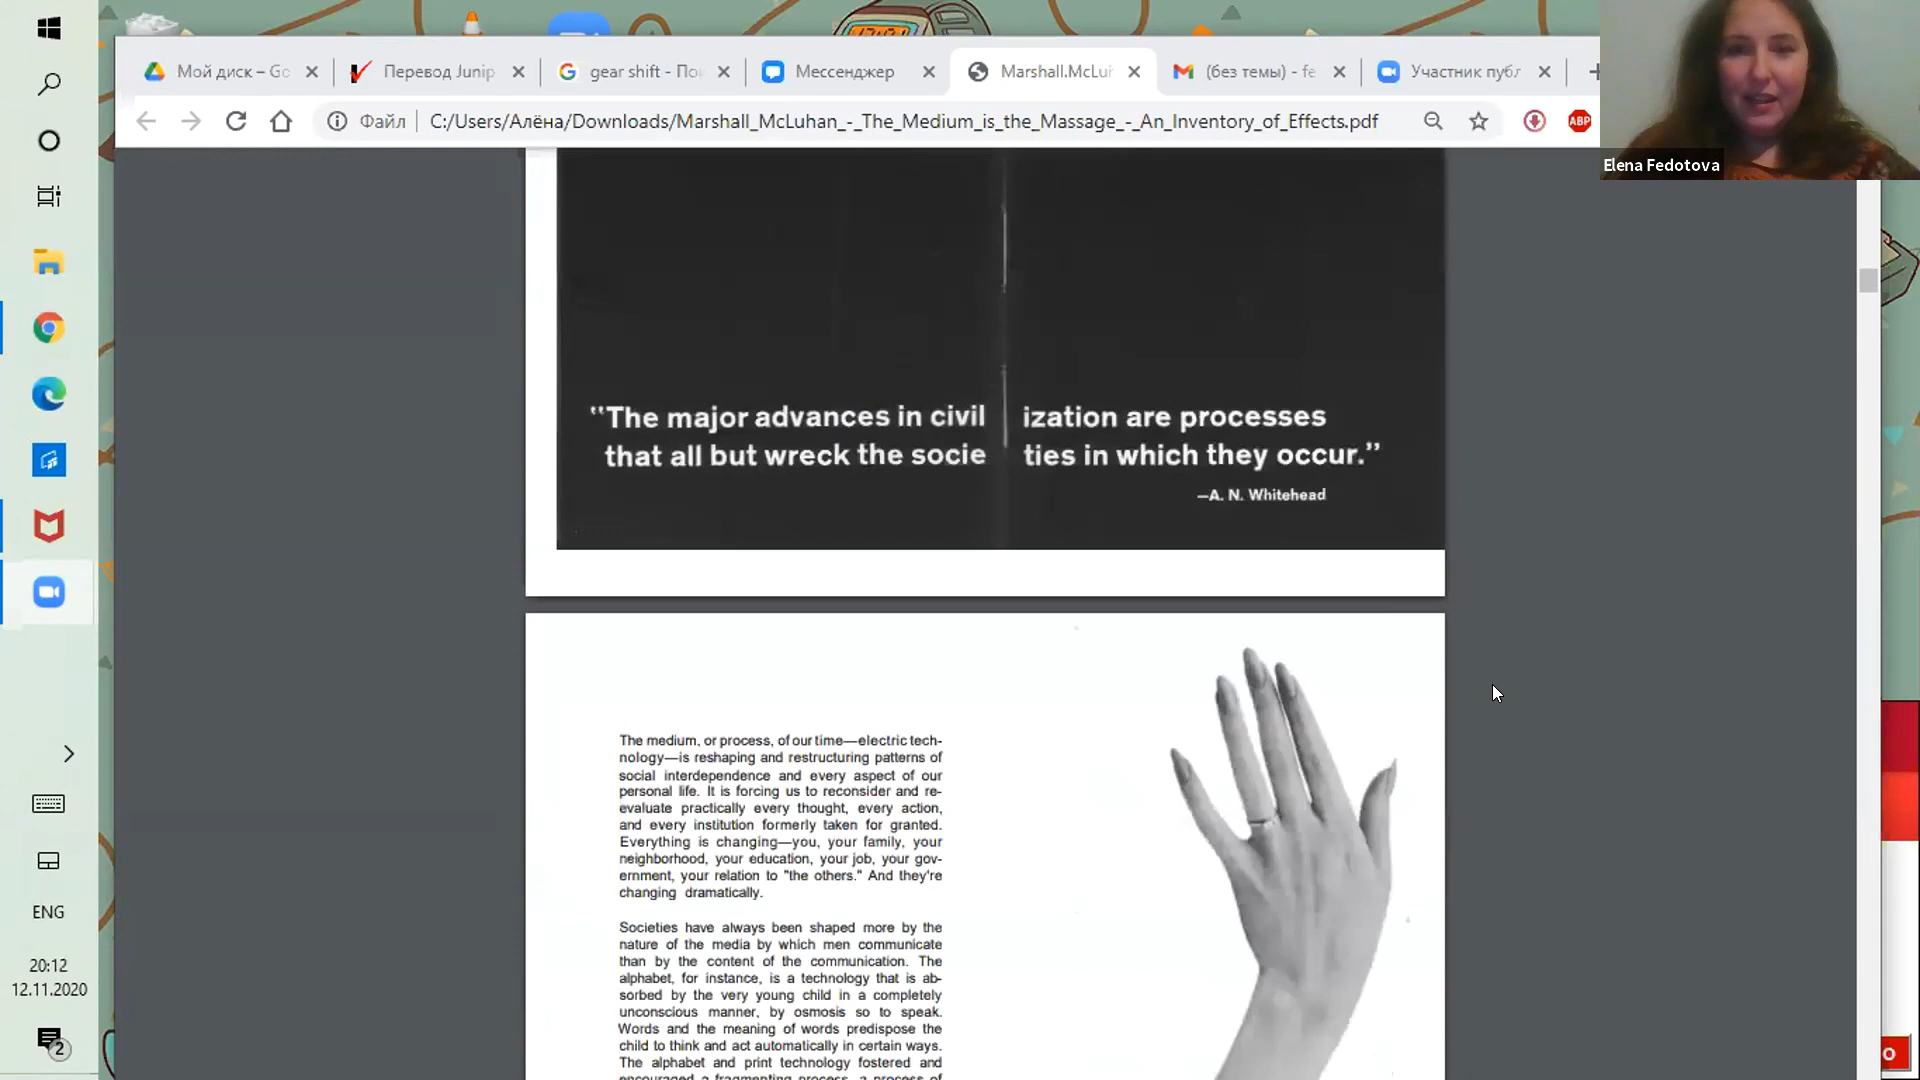 Мой диск – Go
Перевод Junip
gear shift - Пои
Мессенджер
Marshall.McLuh
(без темы) - fe
Участник публ
Файл
C:/Users/Алёна/Downloads/Marshall_McLuhan_-_The_Medium_is_the_Massage_-_An_Inventory_of_Effects.pdf
ABP
Elena Fedotova
"The major advances in civil ization are processes
that all but wreck the socie ties in which they occur."
—A. N. Whitehead
The medium, or process, of our time—electric tech-
nology—is reshaping and restructuring patterns of
social interdependence and every aspect of our
personal life. It is forcing us to reconsider and re-
evaluate practically every thought, every action,
and every institution formerly taken for granted.
Everything is changing—you, your family, your
neighborhood, your education, your job, your gov-
ernment, your relation to "the others." And they're
changing dramatically.
Societies have always been shaped more by the
nature of the media by which men communicate
than by the content of the communication. The
alphabet, for instance, is a technology that is ab-
sorbed by the very young child in a completely
unconscious manner, by osmosis so to speak.
Words and the meaning of words predispose the
child to think and act automatically in certain ways.
The alphabet and print technology fostered and
encouraged a fragmenting process, a process of
ENG
20:12
12.11.2020
2